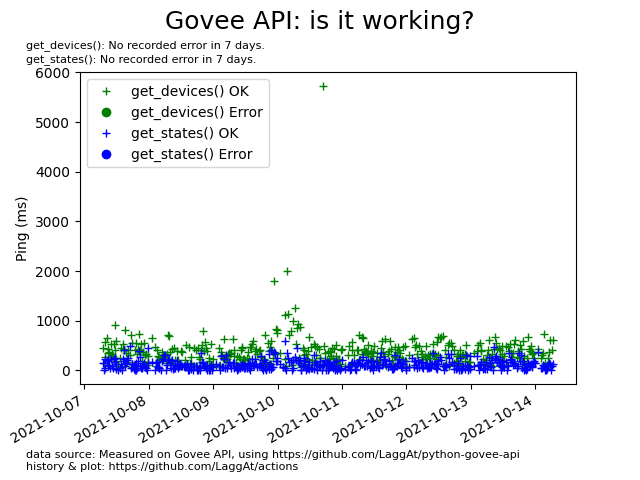 Govee API: is it working?
get_devices(): No recorded error in 7 days.
get_states(): No recorded error in 7 days.
get_devices() OK
get_devices() Error
get_states() OK
get_states() Error
Ping (ms)
6000
5000
4000
3000
2000
1000
0
2021-10-07
2021-10-08
2021-10-09
2021-10-10
2021-10-11
2021-10-12
2021-10-13
2021-10-14
data source: Measured on Govee API, using https://github.com/LaggAt/python-govee-api
history & plot: https://github.com/LaggAt/actions